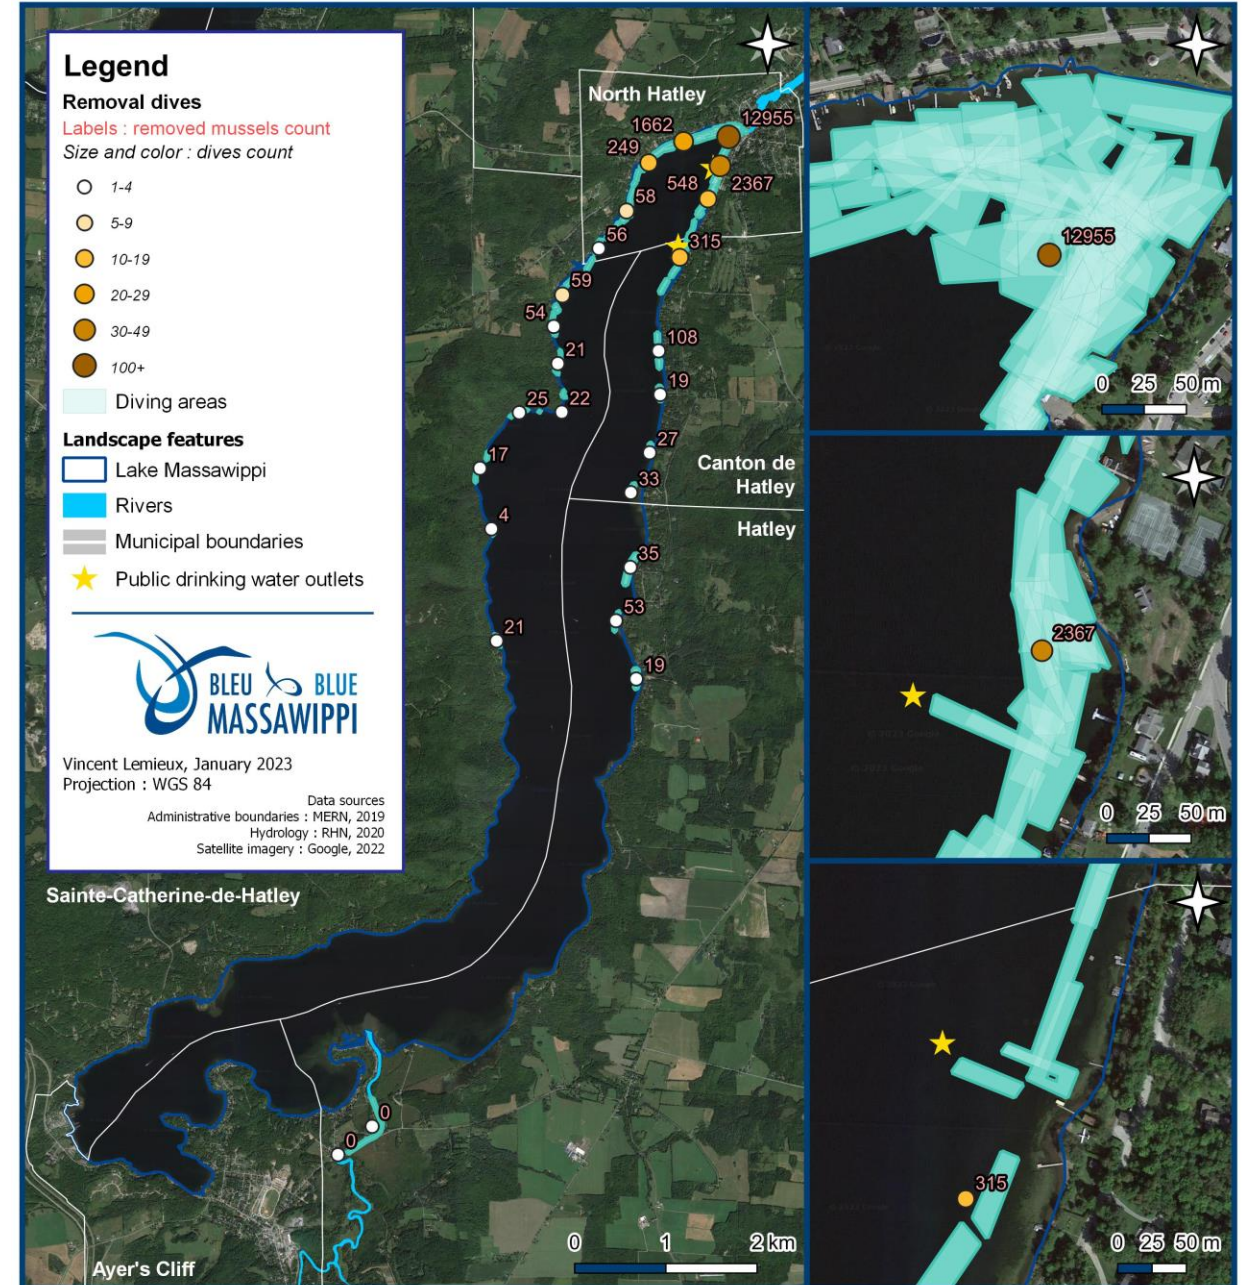 Legend
Removal dives
Labels : removed mussels count
Size and color : dives count
1-4
5-9
10-19
20-29
30-49
100+
Diving areas
Landscape features
Lake Massawippi
Rivers
Municipal boundaries
Public drinking water outlets
BLEU BLUE
MASSAWIPPI
Vincent Lemieux, January 2023
Projection : WGS 84
Data sources
Administrative boundaries : MERN, 2019
Hydrology : RHN, 2020
Satellite imagery : Google, 2022
North Hatley
1662
12955
249
548
2367
58
56
315
59
54
108
21
19
25
22
27
17
Canton de
Hatley
33
4
Hatley
35
53
21
19
Sainte-Catherine-de-Hatley
0
0
Ayer's Cliff
0 1 2 km
12955
0 25 50 m
2367
0 25 50 m
315
0 25 50 m